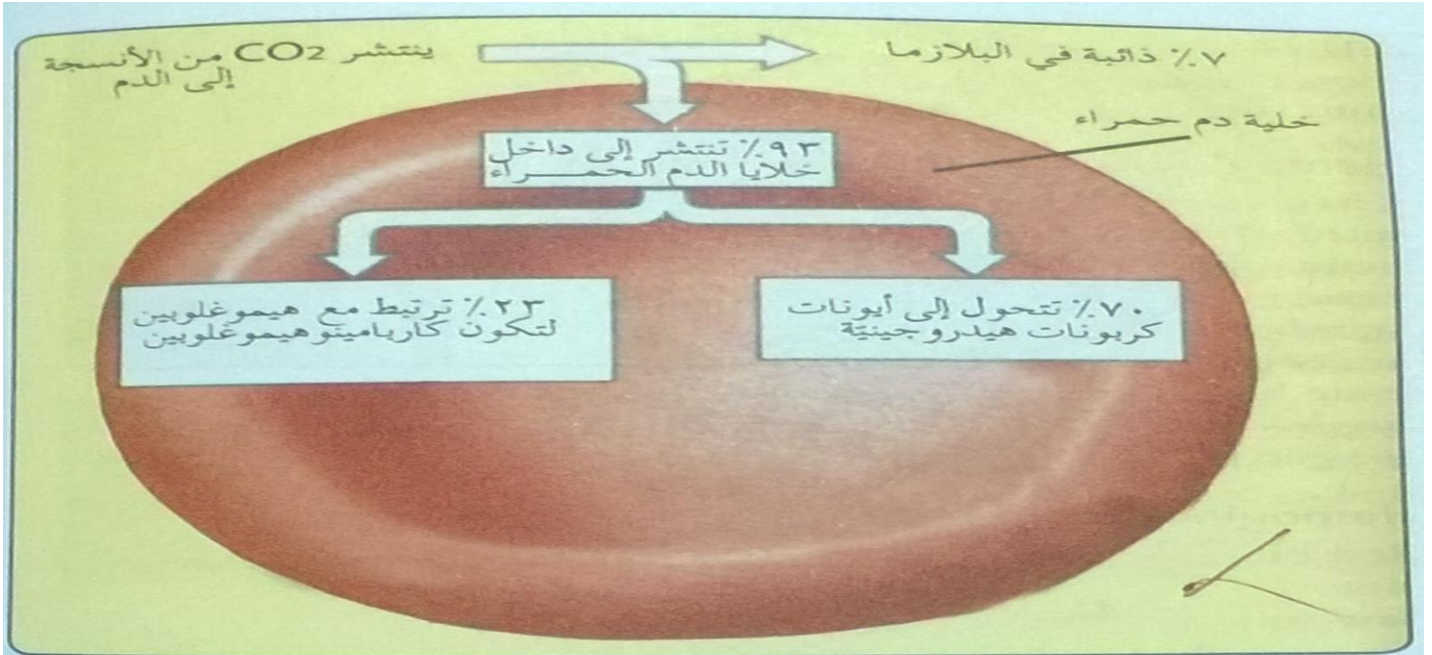 ينتشر CO2 من الأنسجة
إلى الدم
٧٪ ذائبة في البلازما
خلية دم حمراء
٩٣٪ تنتشر إلى داخل
خلايا الدم الحمراء
٧٠٪ تتحول إلى أيونات
كربونات هيدروجينيّة
٢٣٪ ترتبط مع هيموغلوبين
لتكون كاربامينوهيموغلوبين